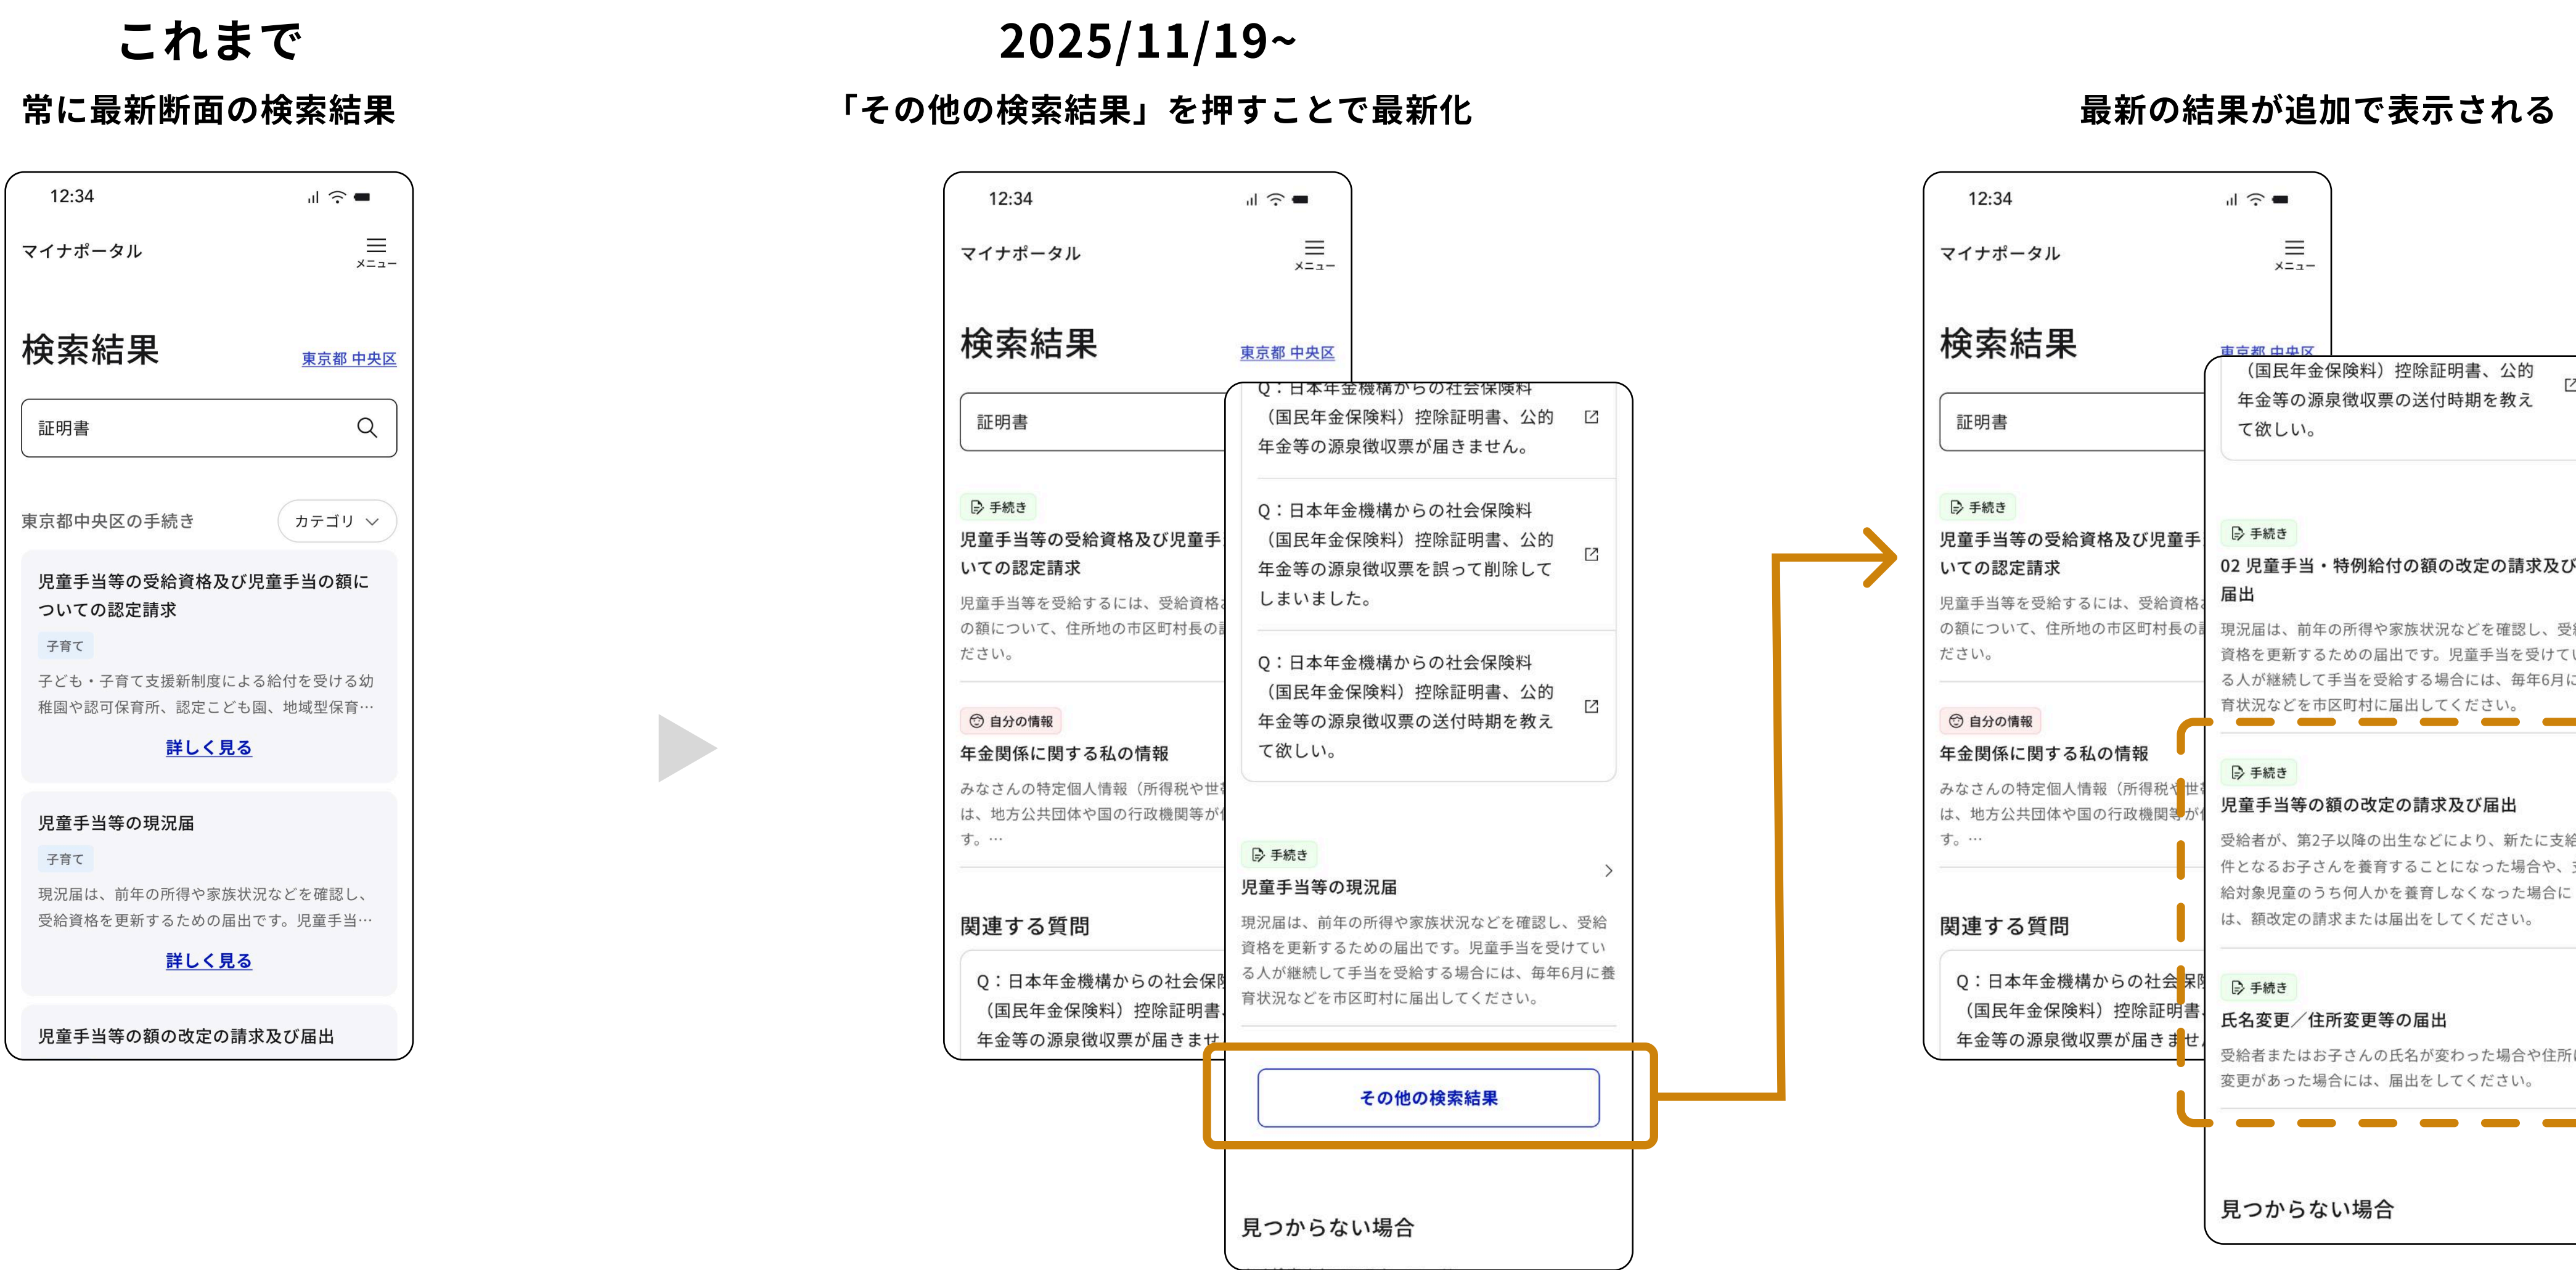 これまで
常に最新断面の検索結果
12:34
マイナポータル
メニュー
検索結果
東京都 中央区
証明書
東京都中央区の手続き
カテゴリ
児童手当等の受給資格及び児童手当の額に
ついての認定請求
子育て
子ども・子育て支援新制度による給付を受ける幼
稚園や認可保育所、認定こども園、地域型保育…
詳しく見る
児童手当等の現況届
子育て
現況届は、前年の所得や家族状況などを確認し、
受給資格を更新するための届出です。児童手当…
詳しく見る
児童手当等の額の改定の請求及び届出
2025/11/19~
「その他の検索結果」を押すことで最新化
12:34
マイナポータル
メニュー
検索結果
東京都 中央区
証明書
手続き
児童手当等の受給資格及び児童手
いての認定請求
児童手当等を受給するには、受給資格
の額について、住所地の市区町村長の
ださい。
自分の情報
年金関係に関する私の情報
みなさんの特定個人情報（所得税や世
は、地方公共団体や国の行政機関等が
す。…
関連する質問
Q：日本年金機構からの社会保
（国民年金保険料）控除証明書、
年金等の源泉徴収票が届きませ
Q：日本年金機構からの社会保険料
（国民年金保険料）控除証明書、公的
年金等の源泉徴収票が届きません。
Q：日本年金機構からの社会保険料
（国民年金保険料）控除証明書、公的
年金等の源泉徴収票を誤って削除して
しまいました。
Q：日本年金機構からの社会保険料
（国民年金保険料）控除証明書、公的
年金等の源泉徴収票の送付時期を教え
て欲しい。
手続き
児童手当等の現況届
現況届は、前年の所得や家族状況などを確認し、受給
資格を更新するための届出です。児童手当を受けてい
る人が継続して手当を受給する場合には、毎年6月に養
育状況などを市区町村に届出してください。
その他の検索結果
見つからない場合
最新の結果が追加で表示される
12:34
マイナポータル
メニュー
検索結果
東京都 中央区
証明書
手続き
児童手当等の受給資格及び児童手
いての認定請求
児童手当等を受給するには、受給資格
の額について、住所地の市区町村長の
ださい。
自分の情報
年金関係に関する私の情報
みなさんの特定個人情報（所得税や世
は、地方公共団体や国の行政機関等が
す。…
関連する質問
Q：日本年金機構からの社会保
（国民年金保険料）控除証明書、
年金等の源泉徴収票が届きませ
（国民年金保険料）控除証明書、公的
年金等の源泉徴収票の送付時期を教え
て欲しい。
手続き
02 児童手当・特例給付の額の改定の請求及び
届出
現況届は、前年の所得や家族状況などを確認し、受
資格を更新するための届出です。児童手当を受けて
る人が継続して手当を受給する場合には、毎年6月に
育状況などを市区町村に届出してください。
手続き
児童手当等の額の改定の請求及び届出
受給者が、第2子以降の出生などにより、新たに支給
件となるお子さんを養育することになった場合や、
給対象児童のうち何人かを養育しなくなった場合に
は、額改定の請求または届出をしてください。
手続き
氏名変更／住所変更等の届出
受給者またはお子さんの氏名が変わった場合や住所
変更があった場合には、届出をしてください。
見つからない場合